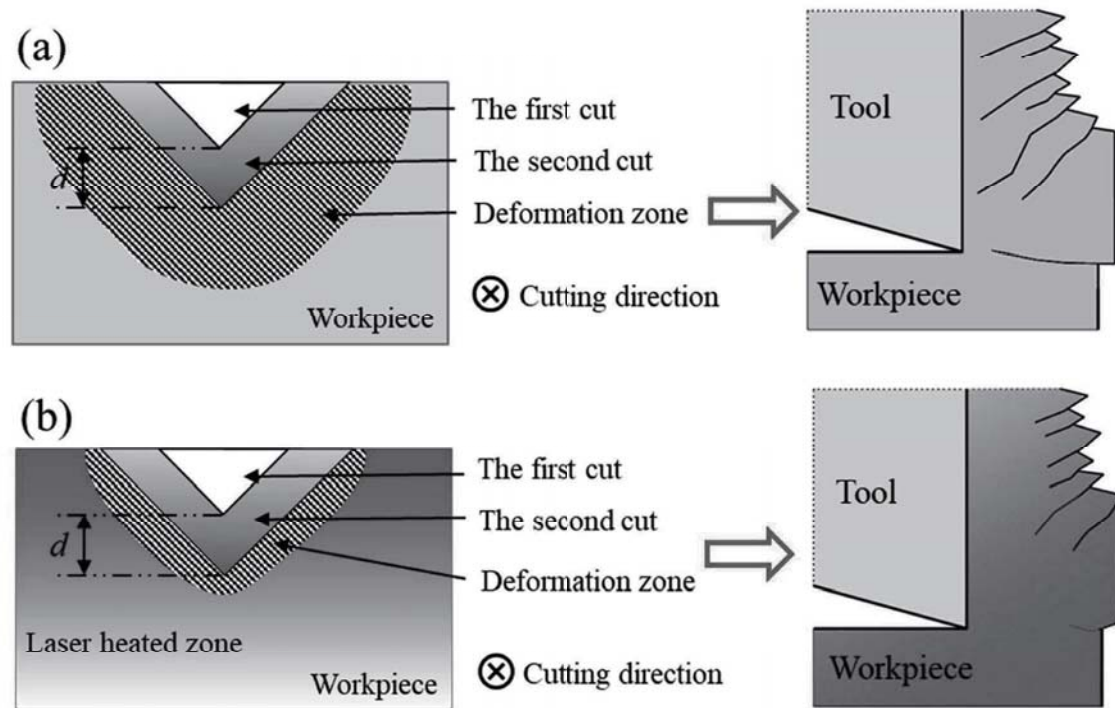 (a)
The first cut
The second cut
d
Deformation zone
Cutting direction
Workpiece
Tool
Workpiece
(b)
The first cut
The second cut
d
Deformation zone
Laser heated zone
Cutting direction
Workpiece
Tool
Workpiece